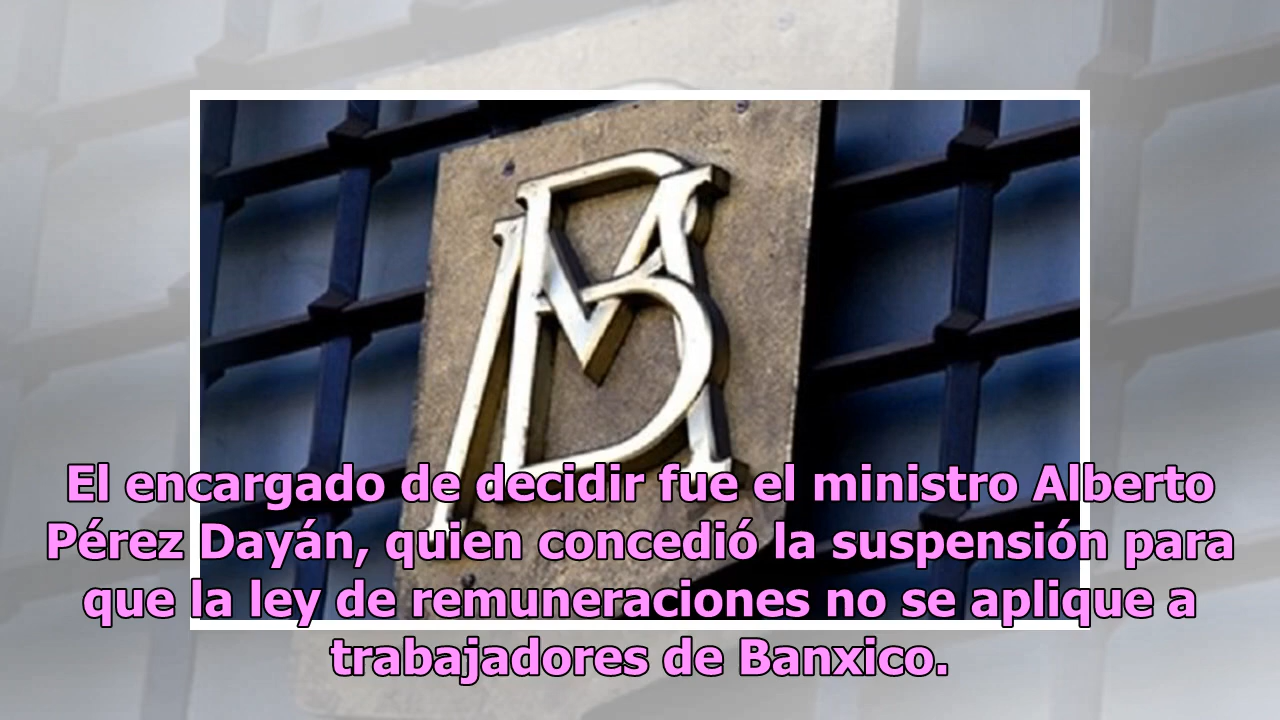 El encargado de decidir fue el ministro Alberto
Pérez Dayán, quien concedió la suspensión para
que la ley de remuneraciones no se aplique a
trabajadores de Banxico.